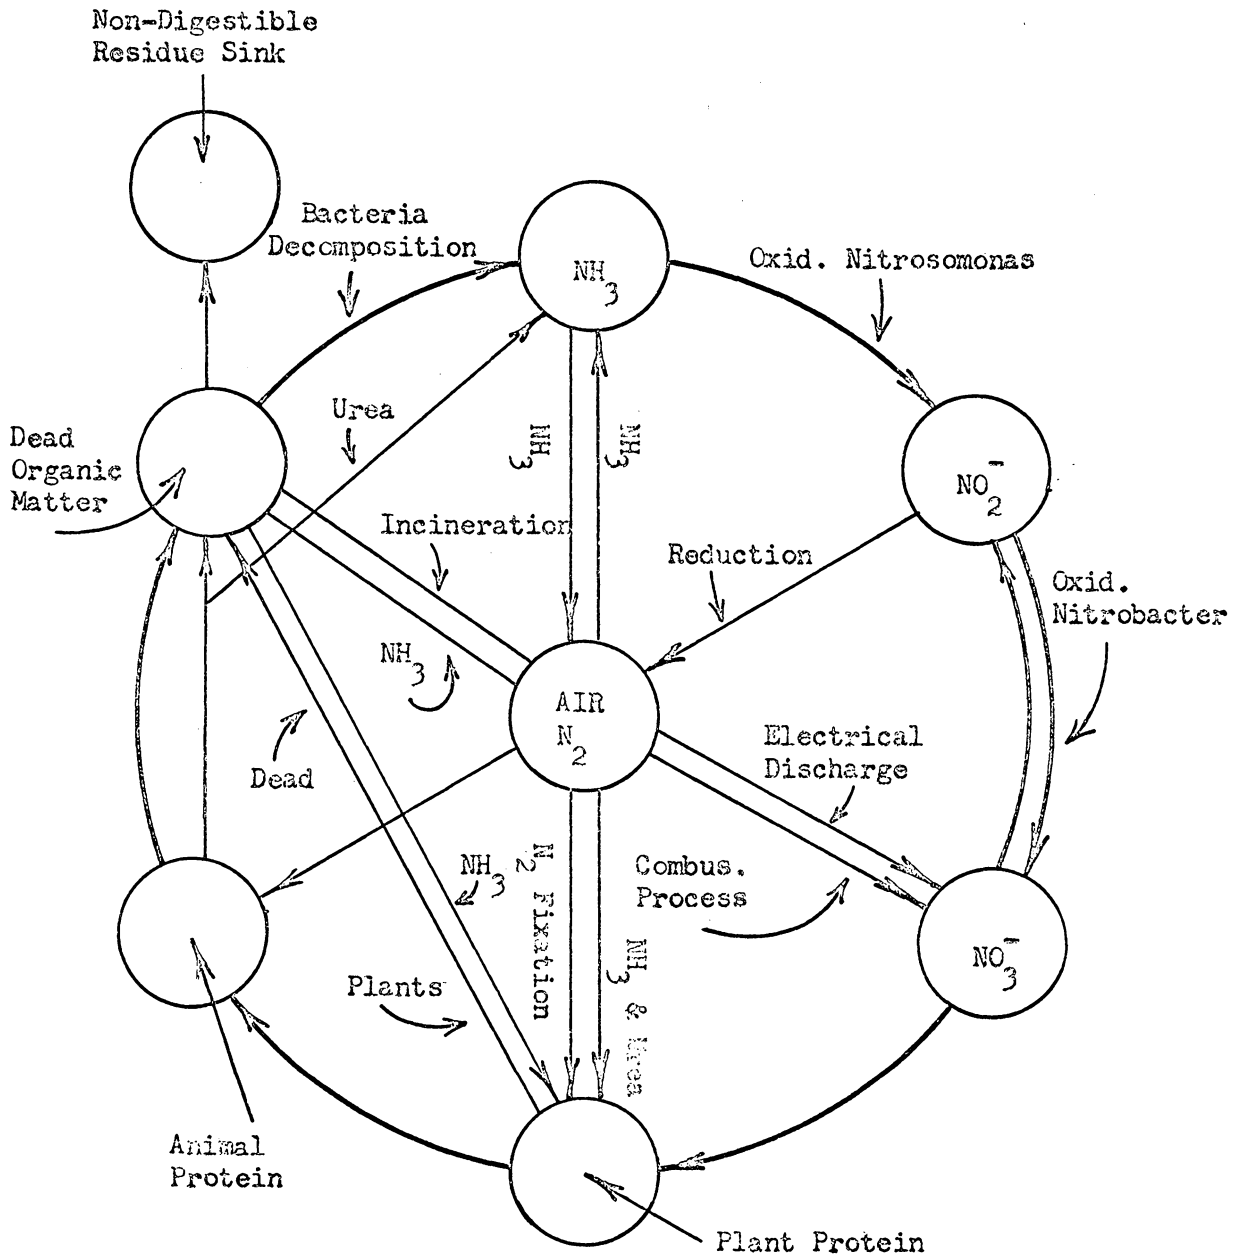 Non-Digestible
Residue Sink
Bacteria
Decomposition
NH3
Oxid. Nitrosomonas
Urea
Dead
Organic
Matter
NH3
NH3
NO2-
Incineration
Reduction
Oxid.
Nitrobacter
NH3
AIR
N2
Electrical
Discharge
Dead
NH3
N2 Fixation
Combus.
Process
NH3 & Urea
NO3-
Plants
Animal
Protein
Plant Protein